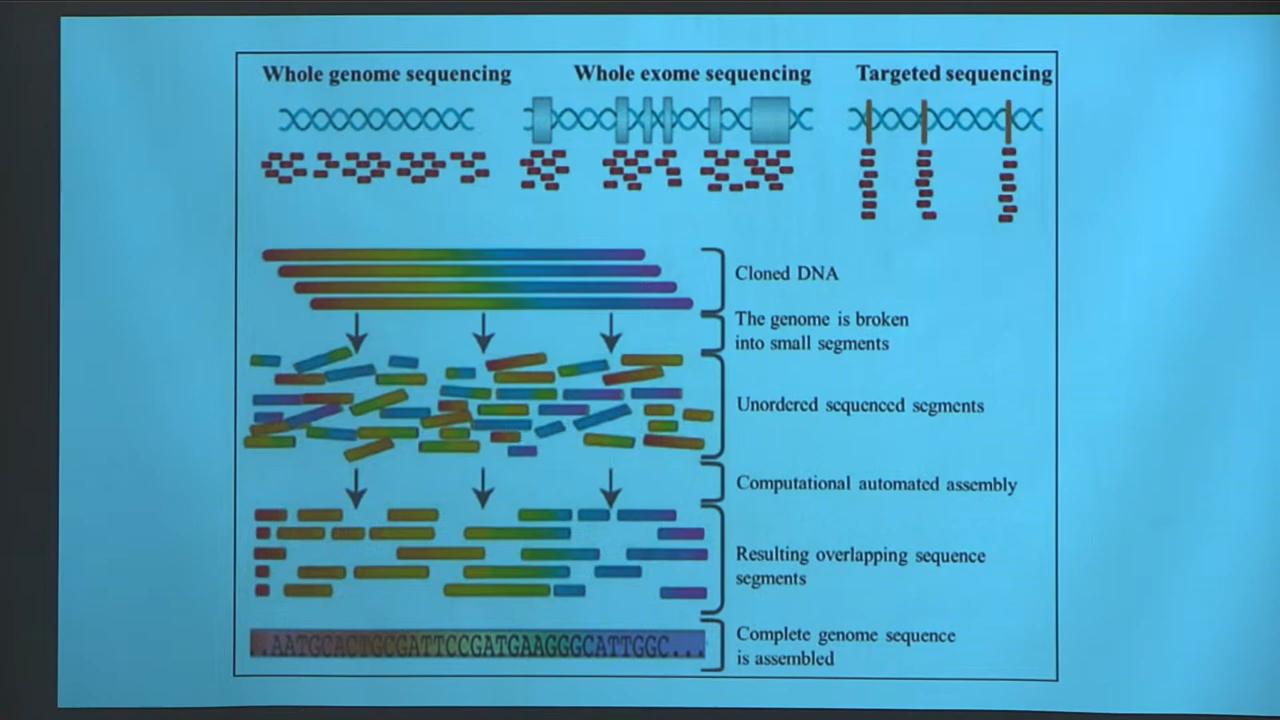 Whole genome sequencing
Whole exome sequencing
Targeted sequencing
Cloned DNA
The genome is broken
into small segments
Unordered sequenced segments
Computational automated assembly
Resulting overlapping sequence
segments
..AATGCACTGCGATTCCGATGAAGGGCATTGGC...
Complete genome sequence
is assembled